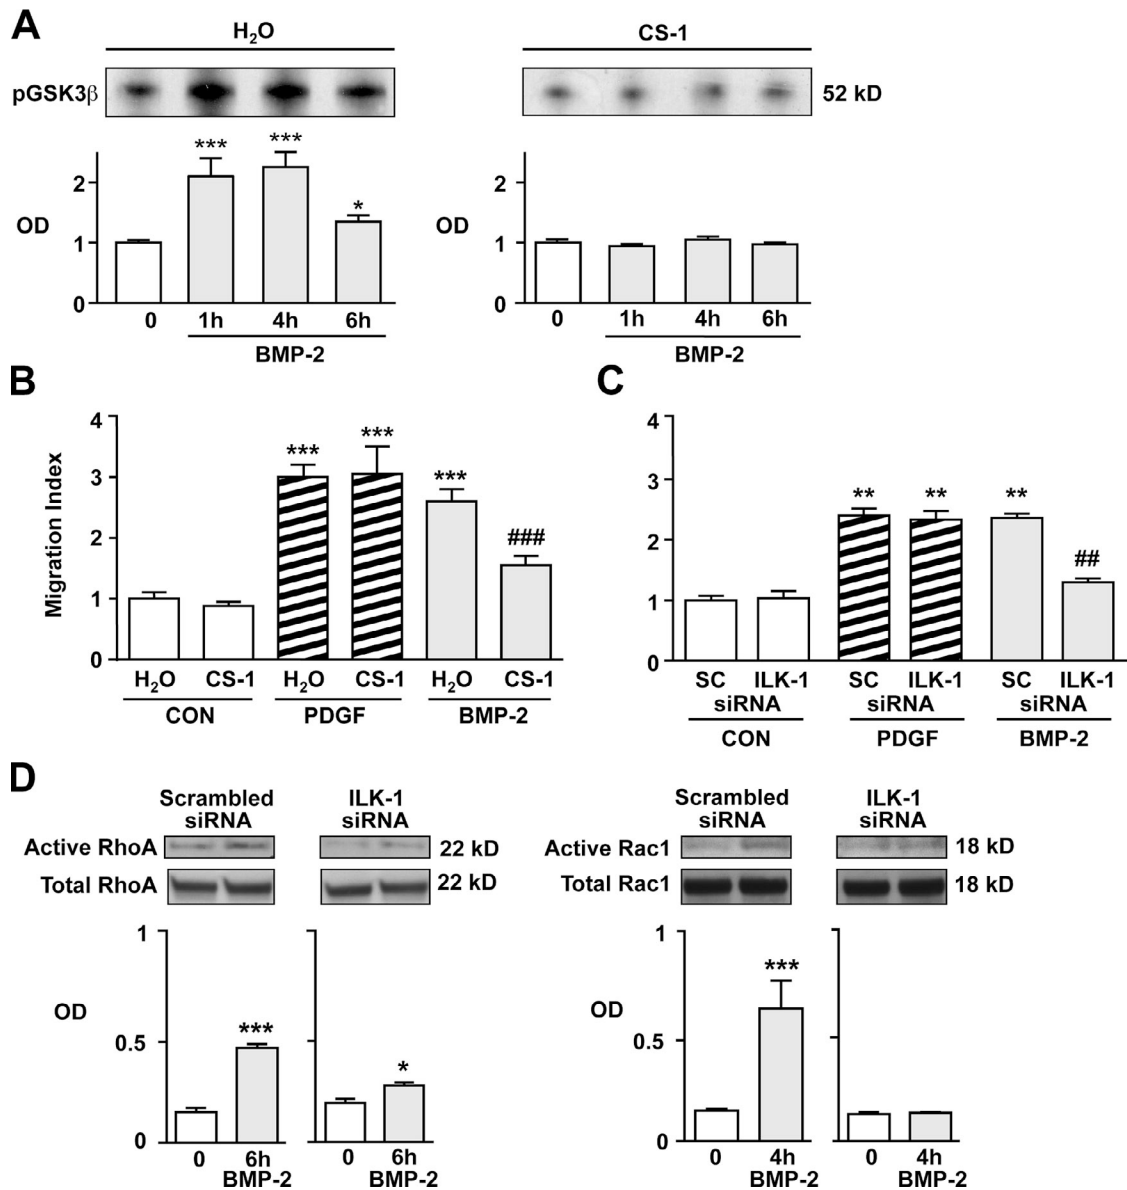 A
H₂O
CS-1
pGSK3β
52 kD
*** *** *
2
OD
1
0
0 1h 4h 6h
BMP-2
2
OD
1
0
0 1h 4h 6h
BMP-2
B
Migration Index
4
3
2
1
0
*** *** *** ###
H₂O CS-1 H₂O CS-1 H₂O CS-1
CON PDGF BMP-2
C
4
3
2
1
0
** ** ** ##
SC ILK-1 SC ILK-1 SC ILK-1
siRNA siRNA siRNA
CON PDGF BMP-2
D
Scrambled siRNA
ILK-1 siRNA
Active RhoA
22 kD
Total RhoA
22 kD
1
OD
0.5
0
***
*
0 6h 0 6h
BMP-2 BMP-2
Scrambled siRNA
ILK-1 siRNA
Active Rac1
18 kD
Total Rac1
18 kD
1
OD
0.5
0
***
0 4h 0 4h
BMP-2 BMP-2